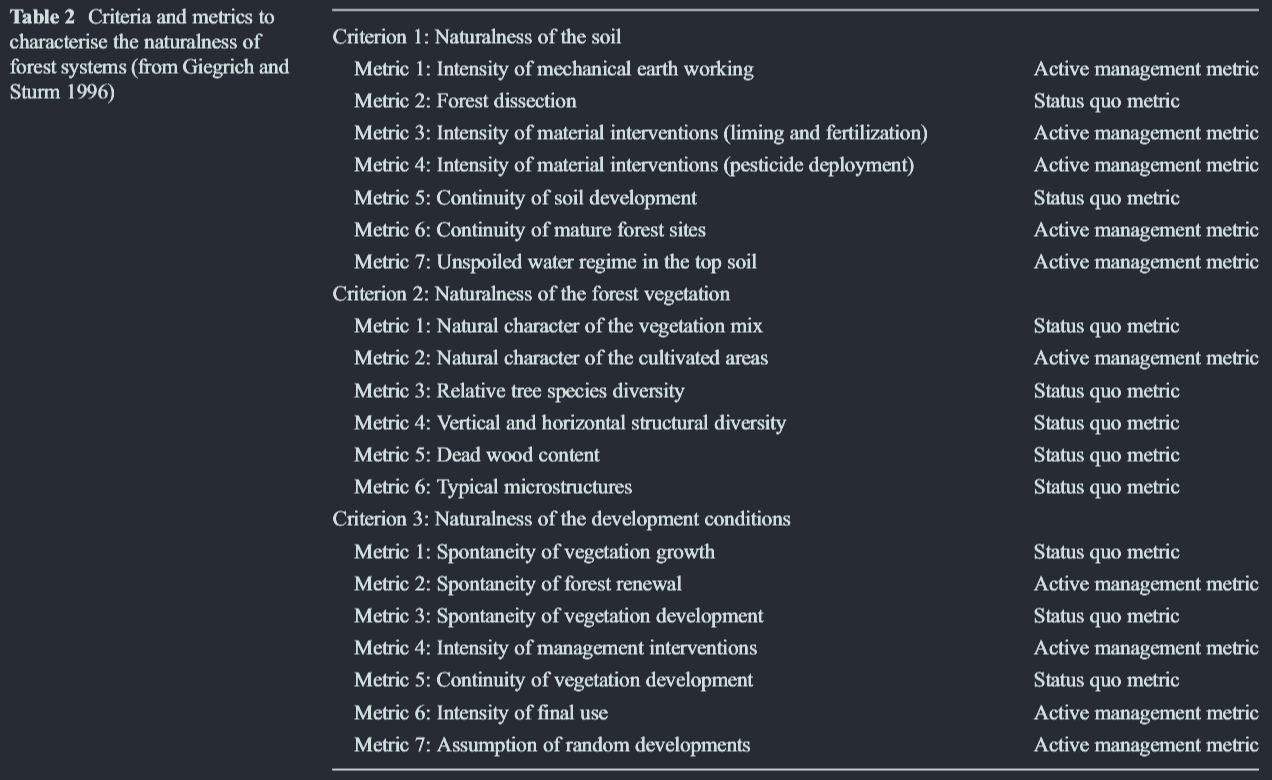 Table 2 Criteria and metrics to
characterise the naturalness of
forest systems (from Giegrich and
Sturm 1996)
Criterion 1: Naturalness of the soil
Metric 1: Intensity of mechanical earth working Active management metric
Metric 2: Forest dissection Status quo metric
Metric 3: Intensity of material interventions (liming and fertilization) Active management metric
Metric 4: Intensity of material interventions (pesticide deployment) Active management metric
Metric 5: Continuity of soil development Status quo metric
Metric 6: Continuity of mature forest sites Active management metric
Metric 7: Unspoiled water regime in the top soil Active management metric
Criterion 2: Naturalness of the forest vegetation
Metric 1: Natural character of the vegetation mix Status quo metric
Metric 2: Natural character of the cultivated areas Active management metric
Metric 3: Relative tree species diversity Status quo metric
Metric 4: Vertical and horizontal structural diversity Status quo metric
Metric 5: Dead wood content Status quo metric
Metric 6: Typical microstructures Status quo metric
Criterion 3: Naturalness of the development conditions
Metric 1: Spontaneity of vegetation growth Status quo metric
Metric 2: Spontaneity of forest renewal Active management metric
Metric 3: Spontaneity of vegetation development Status quo metric
Metric 4: Intensity of management interventions Active management metric
Metric 5: Continuity of vegetation development Status quo metric
Metric 6: Intensity of final use Active management metric
Metric 7: Assumption of random developments Active management metric